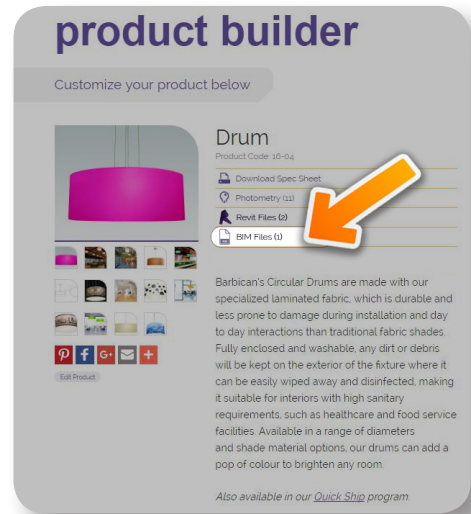 product builder
Customize your product below
Drum
Product Code: 16-04
Download Spec Sheet
Photometry (11)
Revit Files (2)
BIM Files (1)
Barbican's Circular Drums are made with our
specialized laminated fabric, which is durable and
less prone to damage during installation and day
to day interactions than traditional fabric shades.
Fully enclosed and washable, any dirt or debris
will be kept on the exterior of the fixture where it
can be easily wiped away and disinfected, making
it suitable for interiors with high sanitary
requirements, such as healthcare and food service
facilities. Available in a range of diameters
and shade material options, our drums can add a
pop of colour to brighten any room.
Also available in our Quick Ship program.
G+
Edit Product